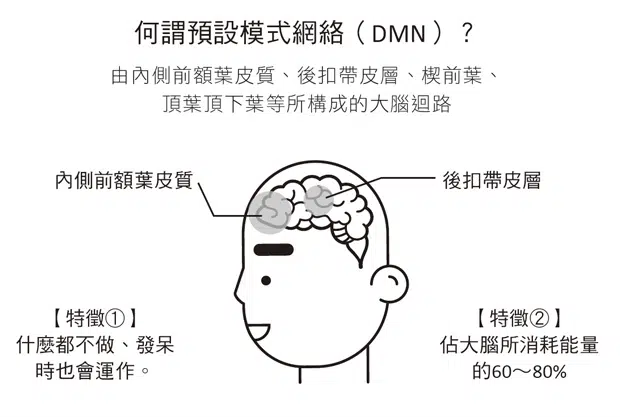 何謂預設模式網絡（DMN）？
由內側前額葉皮質、後扣帶皮層、楔前葉、
頂葉頂下葉等所構成的大腦迴路
內側前額葉皮質
後扣帶皮層
【特徵①】
什麼都不做、發呆
時也會運作。
【特徵②】
佔大腦所消耗能量
的60～80%